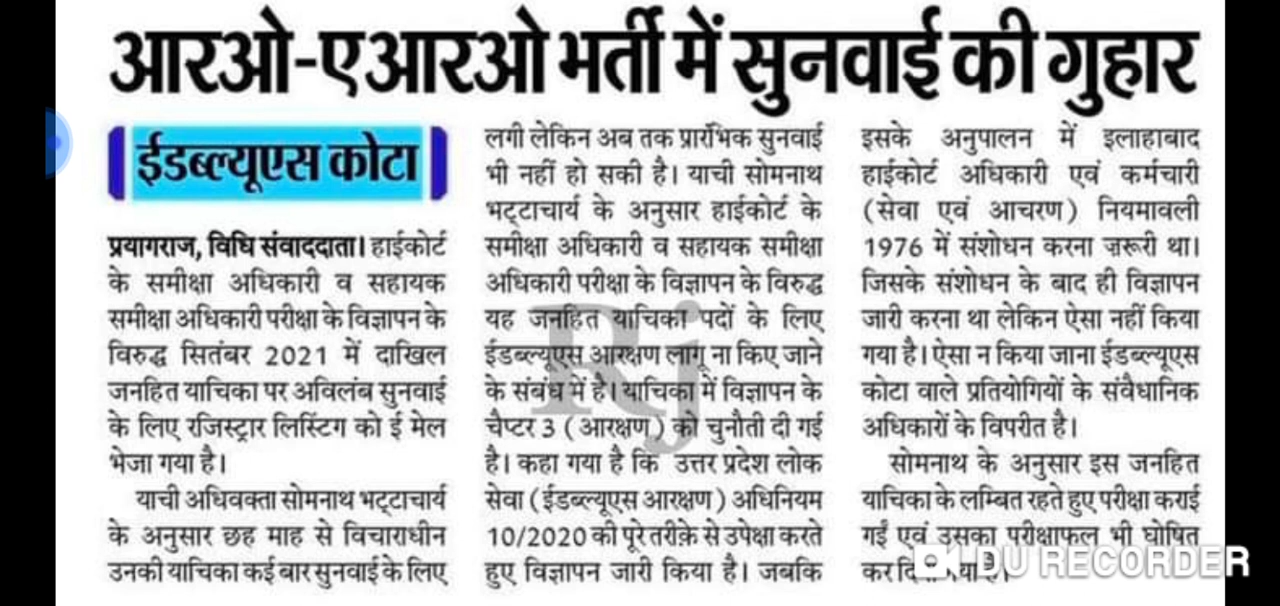 आरओ-एआरओ भर्ती में सुनवाई की गुहार
ईडब्ल्यूएस कोटा
प्रयागराज, विधि संवाददाता। हाईकोर्ट
के समीक्षा अधिकारी व सहायक
समीक्षा अधिकारी परीक्षा के विज्ञापन के
विरुद्ध सितंबर 2021 में दाखिल
जनहित याचिका पर अविलंब सुनवाई
के लिए रजिस्ट्रार लिस्टिंग को ई मेल
भेजा गया है।
याची अधिवक्ता सोमनाथ भट्टाचार्य
के अनुसार छह माह से विचाराधीन
उनकी याचिका कई बार सुनवाई के लिए
लगी लेकिन अब तक प्रारंभिक सुनवाई
भी नहीं हो सकी है। याची सोमनाथ
भट्टाचार्य के अनुसार हाईकोर्ट के
समीक्षा अधिकारी व सहायक समीक्षा
अधिकारी परीक्षा के विज्ञापन के विरुद्ध
यह जनहित याचिका पदों के लिए
ईडब्ल्यूएस आरक्षण लागू ना किए जाने
के संबंध में है। याचिका में विज्ञापन के
चैप्टर 3 (आरक्षण) को चुनौती दी गई
है। कहा गया है कि उत्तर प्रदेश लोक
सेवा (ईडब्ल्यूएस आरक्षण) अधिनियम
10/2020 की पूरे तरीक़े से उपेक्षा करते
हुए विज्ञापन जारी किया है। जबकि
इसके अनुपालन में इलाहाबाद
हाईकोर्ट अधिकारी एवं कर्मचारी
(सेवा एवं आचरण) नियमावली
1976 में संशोधन करना ज़रूरी था।
जिसके संशोधन के बाद ही विज्ञापन
जारी करना था लेकिन ऐसा नहीं किया
गया है। ऐसा न किया जाना ईडब्ल्यूएस
कोटा वाले प्रतियोगियों के संवैधानिक
अधिकारों के विपरीत है।
सोमनाथ के अनुसार इस जनहित
याचिका के लम्बित रहते हुए परीक्षा कराई
गई एवं उसका परीक्षाफल भी घोषित
कर
Rj
DU RECORDER